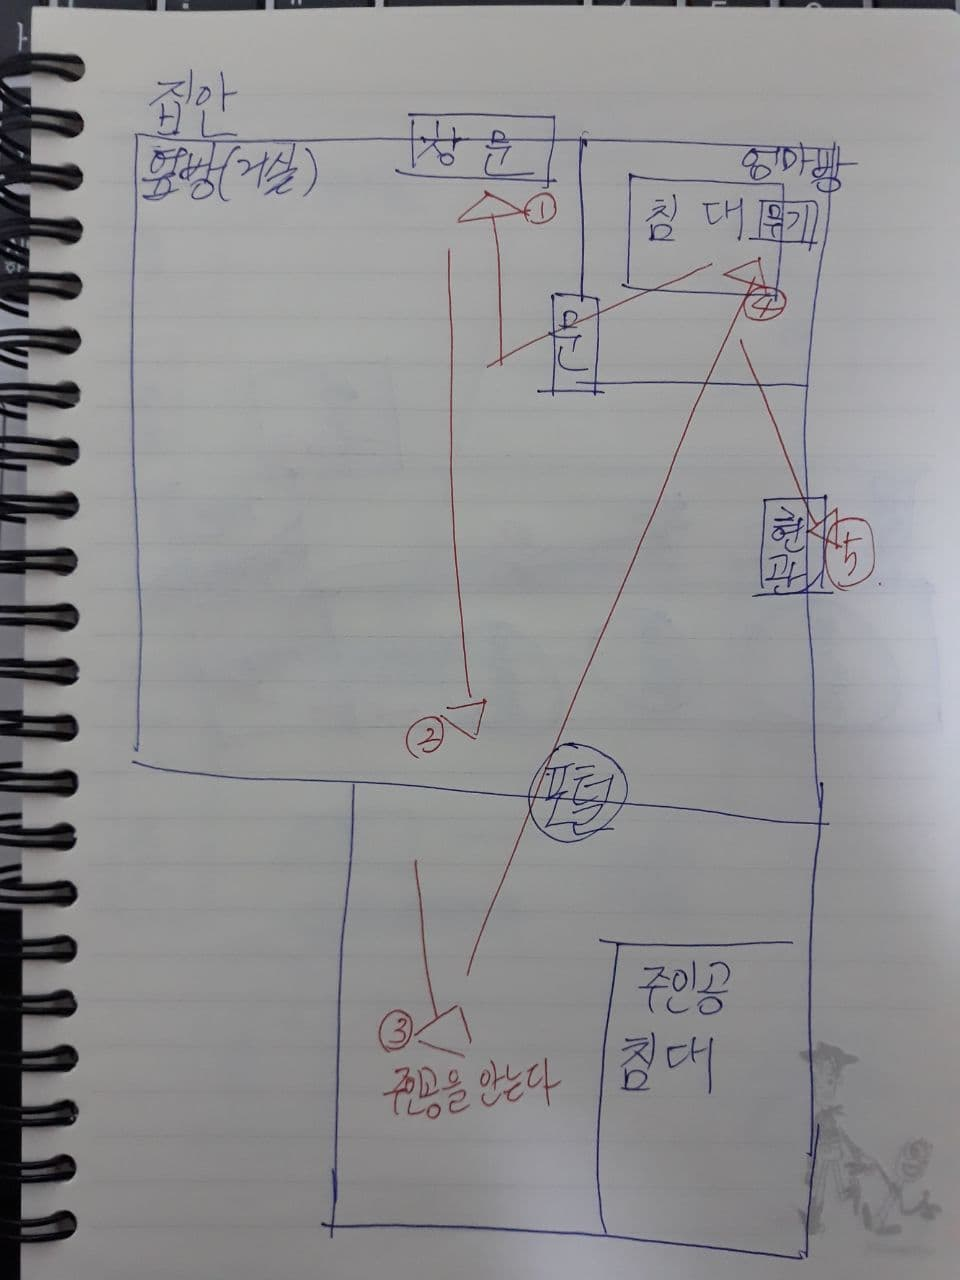 집안
옆방(거실)
창문
엄마방
침대
무기
①
④
문
현관
⑤
②
포털
③
주인공을 안는다
주인공
침대